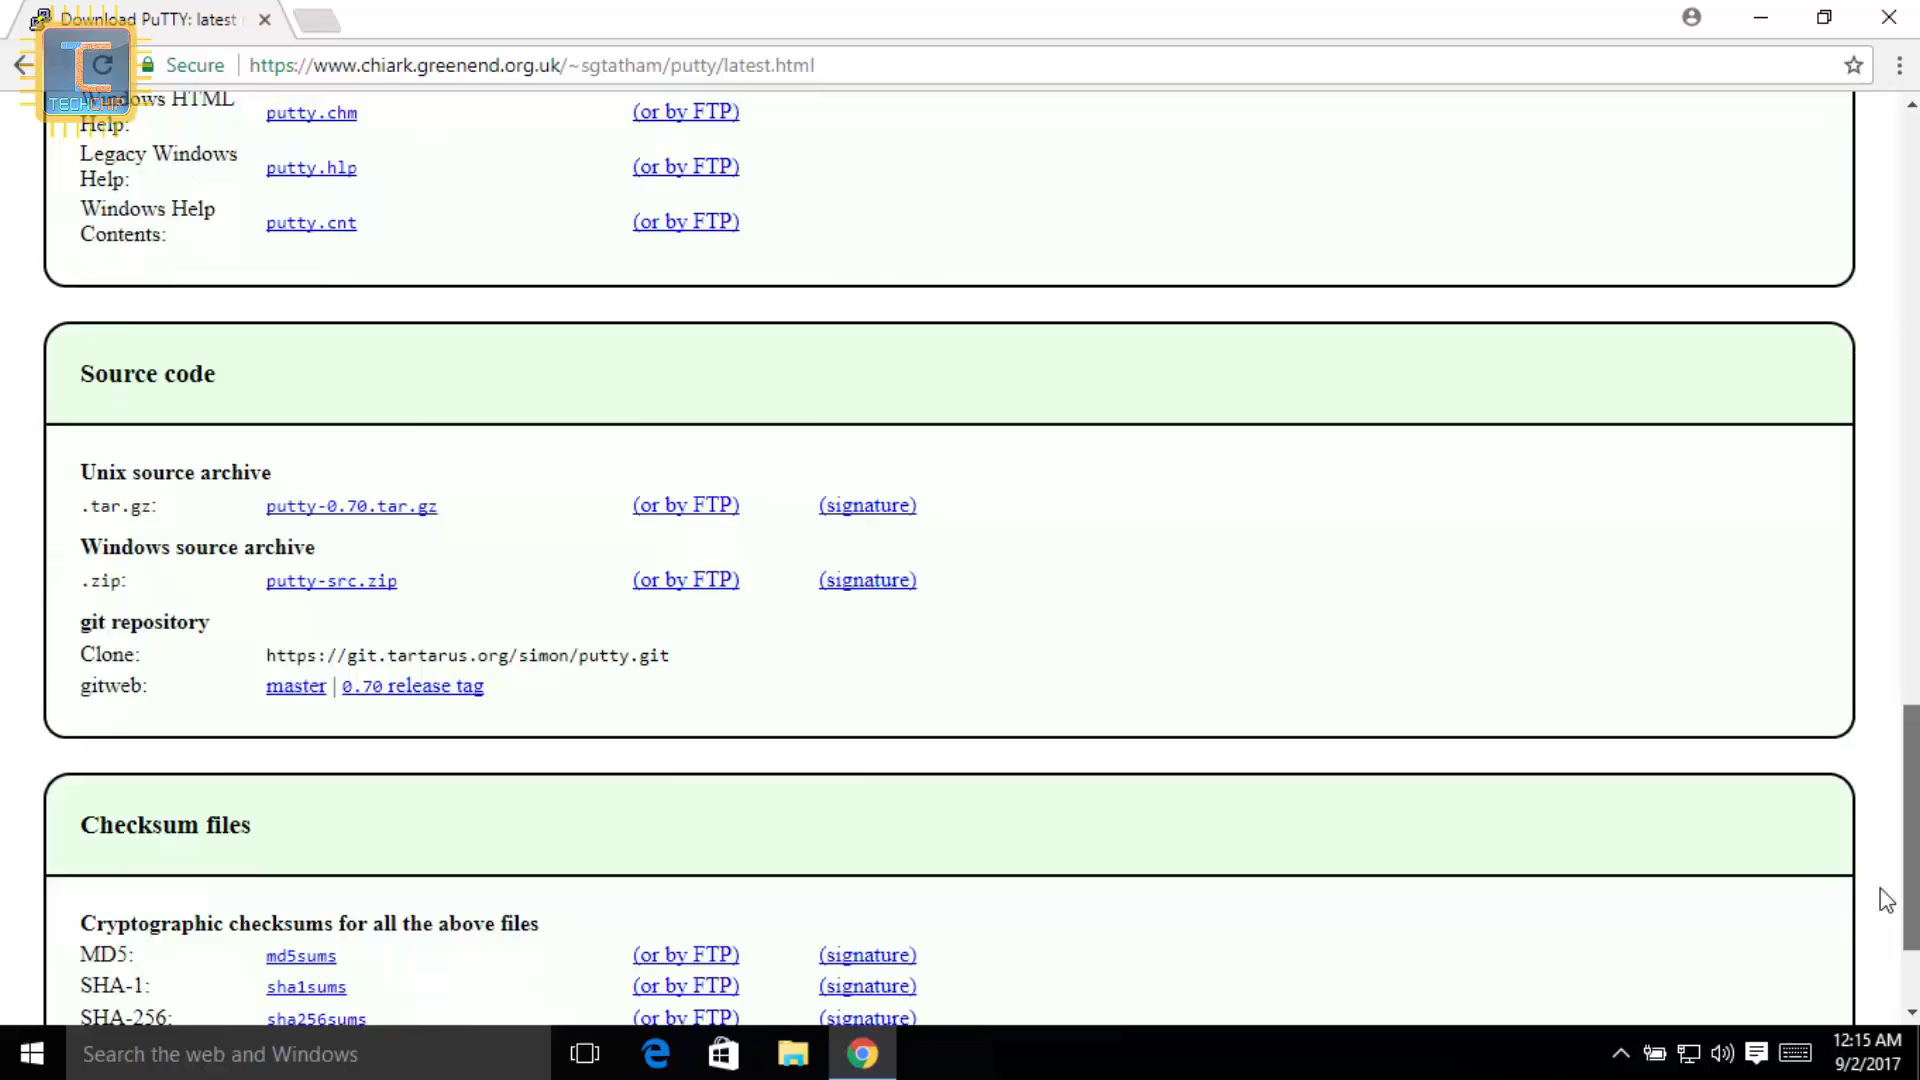 Download PuTTY: latest
Secure | https://www.chiark.greenend.org.uk/~sgtatham/putty/latest.html
TECHCHIP
Windows HTML
Help:
putty.chm (or by FTP)
Legacy Windows
Help:
putty.hlp (or by FTP)
Windows Help
Contents:
putty.cnt (or by FTP)
Source code
Unix source archive
.tar.gz: putty-0.70.tar.gz (or by FTP) (signature)
Windows source archive
.zip: putty-src.zip (or by FTP) (signature)
git repository
Clone: https://git.tartarus.org/simon/putty.git
gitweb: master | 0.70 release tag
Checksum files
Cryptographic checksums for all the above files
MD5: md5sums (or by FTP) (signature)
SHA-1: sha1sums (or by FTP) (signature)
SHA-256: sha256sums (or by FTP) (signature)
Search the web and Windows
12:15 AM
9/2/2017